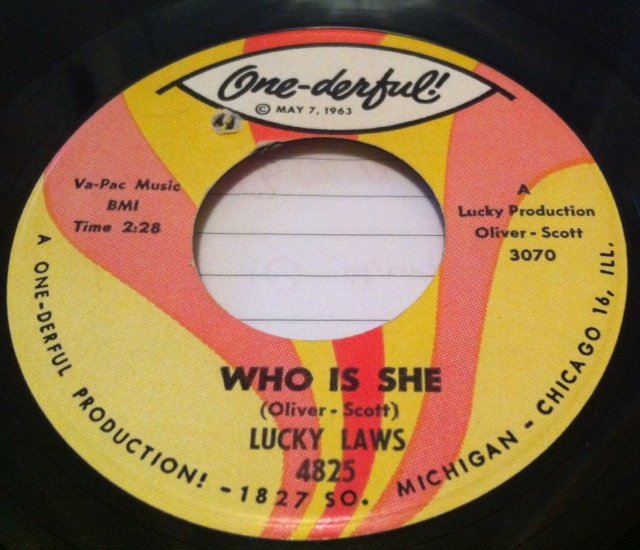 One-derful!
© MAY 7, 1963
Va-Pac Music
BMI
Time 2:28
A
Lucky Production
Oliver - Scott
3070
WHO IS SHE
(Oliver - Scott)
LUCKY LAWS
4825
A ONE-DERFUL PRODUCTION! - 1827 SO. MICHIGAN - CHICAGO 16, ILL.